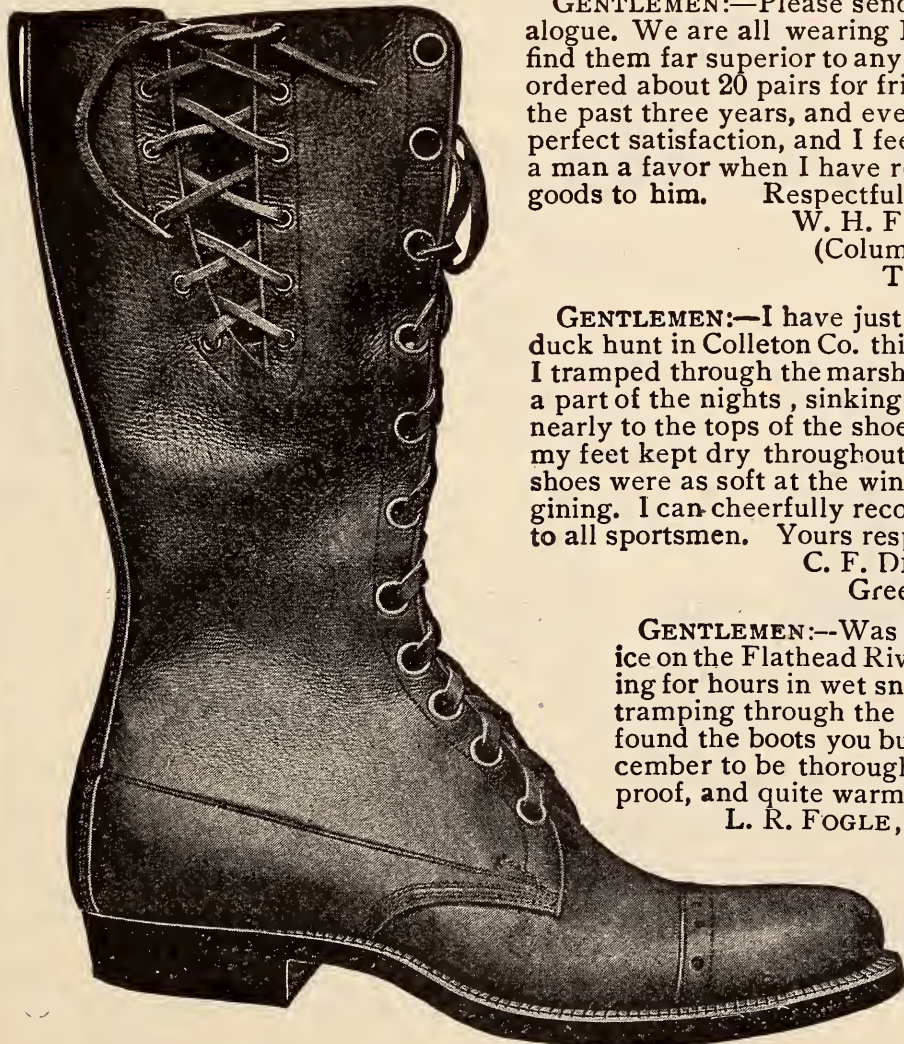 GENTLEMEN:—Please send
alogue. We are all wearing
find them far superior to any
ordered about 20 pairs for fri
the past three years, and eve
perfect satisfaction, and I fee
a man a favor when I have r
goods to him. Respectful
W. H. F
(Colum
T
GENTLEMEN:—I have just
duck hunt in Colleton Co. thi
I tramped through the marsh
a part of the nights , sinking
nearly to the tops of the shoe
my feet kept dry throughout
shoes were as soft at the win
gining. I can cheerfully reco
to all sportsmen. Yours resp
C. F. Di
Gree
GENTLEMEN:--Was
ice on the Flathead Riv
ing for hours in wet sn
tramping through the
found the boots you bu
cember to be thorough
proof, and quite warm
L. R. FOGLE,